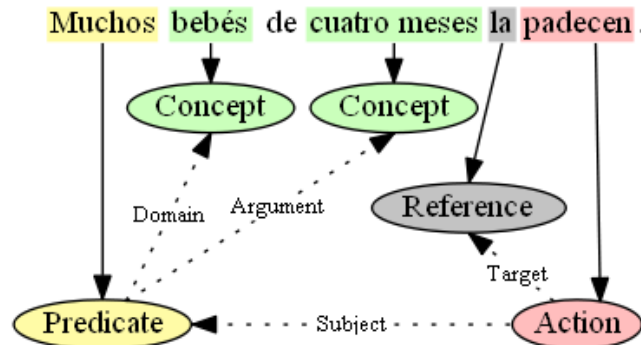 Muchos bebés de cuatro meses la padecen.
Concept Concept
Domain Argument Reference
Target
Predicate Subject Action